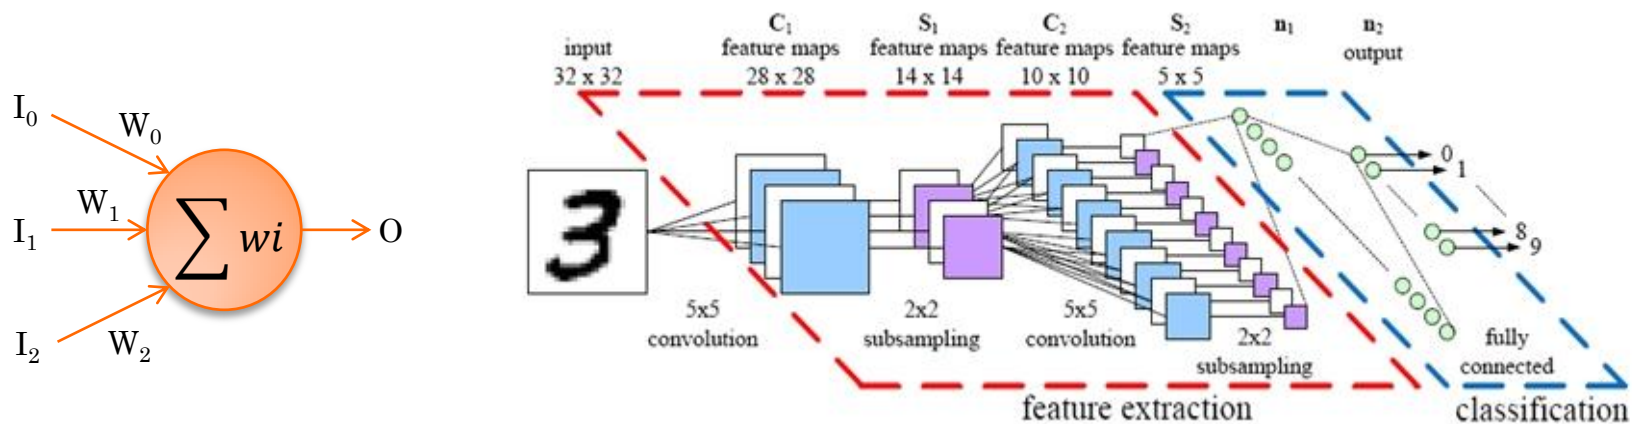 I₀
W₀
I₁
W₁
∑ wi
O
I₂
W₂
input
32 x 32
C₁
feature maps
28 x 28
S₁
feature maps
14 x 14
C₂
feature maps
10 x 10
S₂
feature maps
5 x 5
n₁
n₂
output
0
1
8
9
5x5
convolution
2x2
subsampling
5x5
convolution
2x2
subsampling
fully
connected
feature extraction
classification